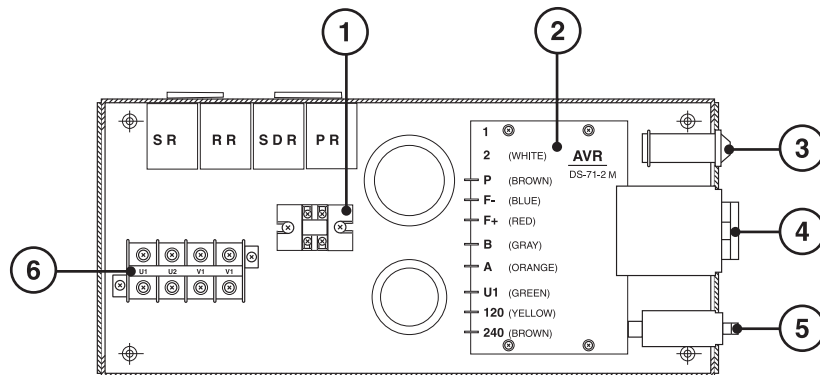 1
2
3
4
5
6
SR RR SDR PR
U1 U2 V1 V1
1
2 (WHITE)
P (BROWN)
F- (BLUE)
F+ (RED)
B (GRAY)
A (ORANGE)
U1 (GREEN)
120 (YELLOW)
240 (BROWN)
AVR
DS-71-2 M